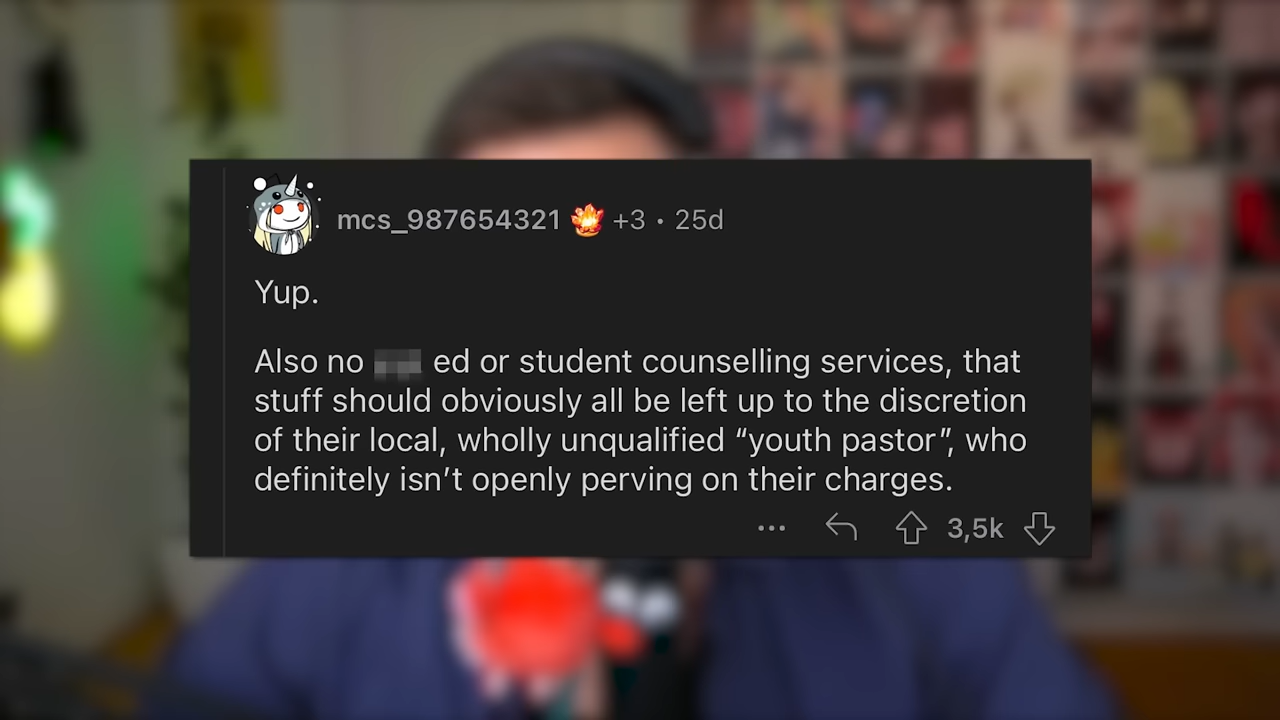 mcs_987654321 +3 • 25d
Yup.
Also no ed or student counselling services, that
stuff should obviously all be left up to the discretion
of their local, wholly unqualified “youth pastor”, who
definitely isn’t openly perving on their charges.
3,5k